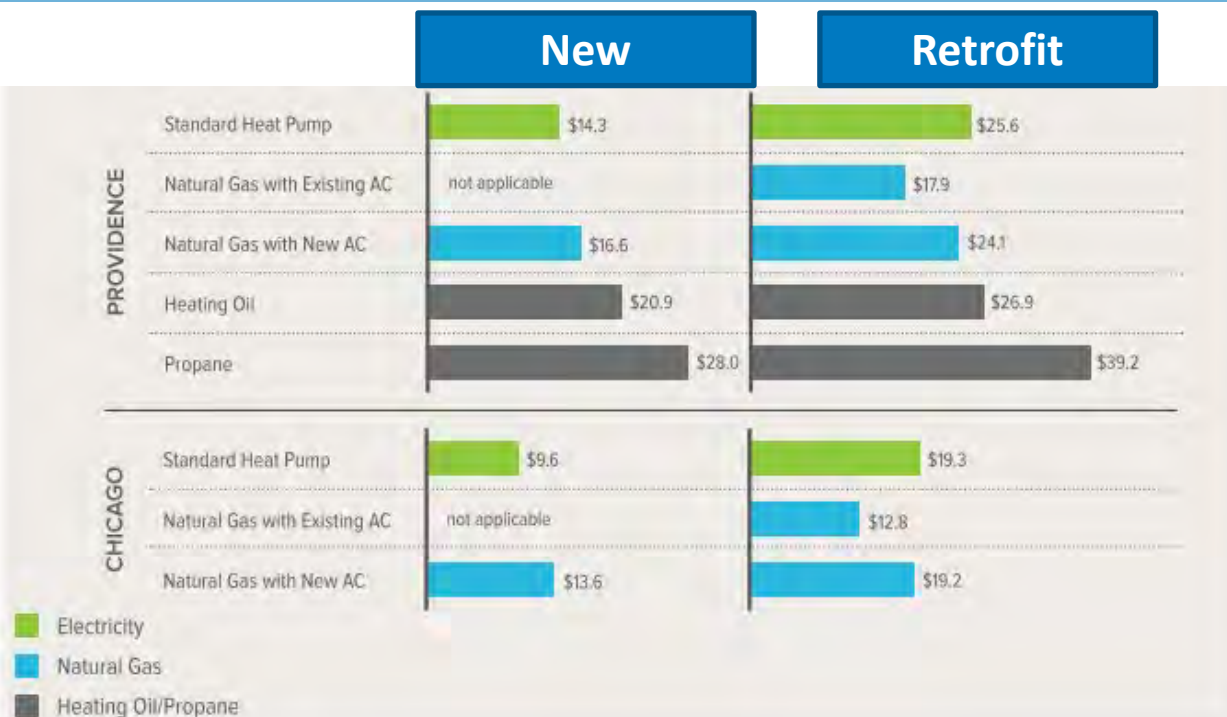 New Retrofit
PROVIDENCE
Standard Heat Pump $14.3 $25.6
Natural Gas with Existing AC not applicable $17.9
Natural Gas with New AC $16.6 $24.1
Heating Oil $20.9 $26.9
Propane $28.0 $39.2
CHICAGO
Standard Heat Pump $9.6 $19.3
Natural Gas with Existing AC not applicable $12.8
Natural Gas with New AC $13.6 $19.2
Electricity
Natural Gas
Heating Oil/Propane